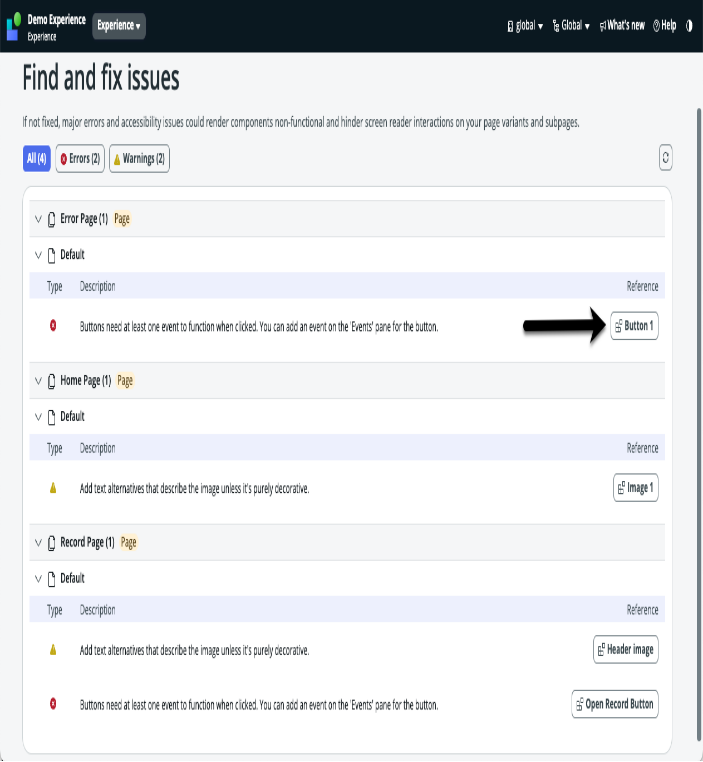 Demo Experience
Experience
Experience
global
Global
What's new
Help
Find and fix issues
If not fixed, major errors and accessibility issues could render components non-functional and hinder screen reader interactions on your page variants and subpages.
All (4)
Errors (2)
Warnings (2)
Error Page (1) Page
Default
Type Description Reference
Buttons need at least one event to function when clicked. You can add an event on the 'Events' pane for the button. Button 1
Home Page (1) Page
Default
Type Description Reference
Add text alternatives that describe the image unless it's purely decorative. Image 1
Record Page (1) Page
Default
Type Description Reference
Add text alternatives that describe the image unless it's purely decorative. Header image
Buttons need at least one event to function when clicked. You can add an event on the 'Events' pane for the button. Open Record Button